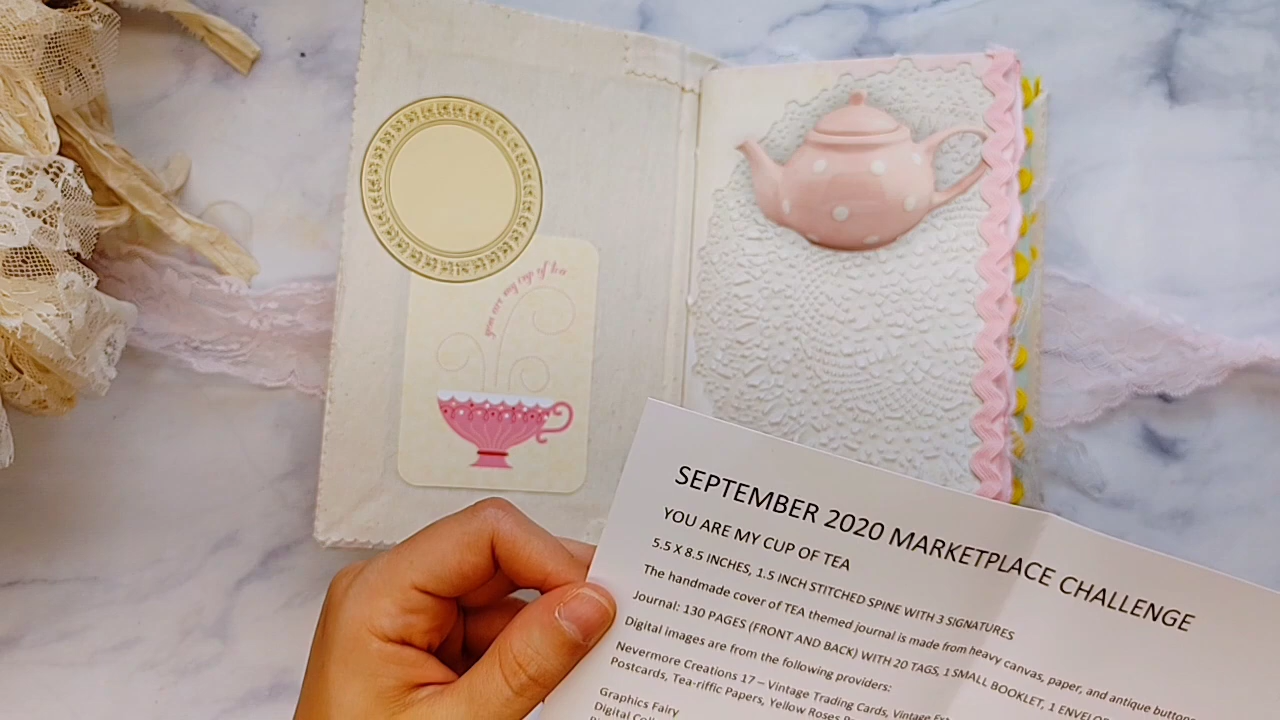 you are my cup of tea
SEPTEMBER 2020 MARKETPLACE CHALLENGE
YOU ARE MY CUP OF TEA
5.5 X 8.5 INCHES, 1.5 INCH STITCHED SPINE WITH 3 SIGNATURES
The handmade cover of TEA themed journal is made from heavy canvas, paper, and antique buttons
Journal: 130 PAGES (FRONT AND BACK) WITH 20 TAGS, 1 SMALL BOOKLET, 1
Digital images are from the following providers:
Nevermore Creations 17 – Vintage Trading Cards, Vintage
Postcards, Tea-riffic Papers, Yellow Roses
Graphics Fairy
Digital